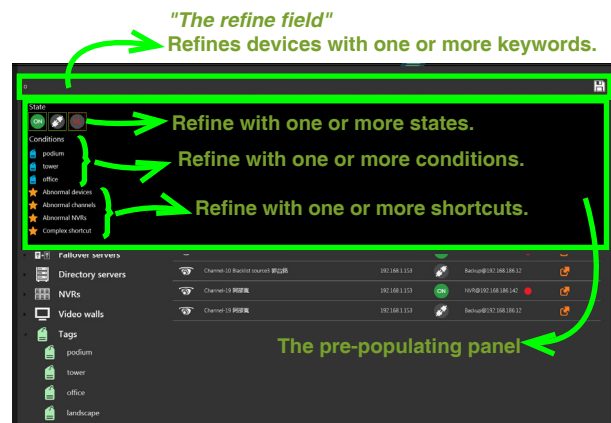 "The refine field"
Refines devices with one or more keywords.
State
ON
Refine with one or more states.
Conditions
podium
tower
Refine with one or more conditions.
office
Abnormal devices
Abnormal channels
Refine with one or more shortcuts.
Abnormal NVRs
Complex shortcut
Failover servers
Directory servers
Channel-10 Blacklist source
192.168.1.153
Backup@192.168.186.12
NVRs
Channel-19
192.168.1.153
ON
NVR@192.168.186.142
Video walls
Channel-19
192.168.1.153
Backup@192.168.186.12
Tags
The pre-populating panel
podium
tower
office
landscape